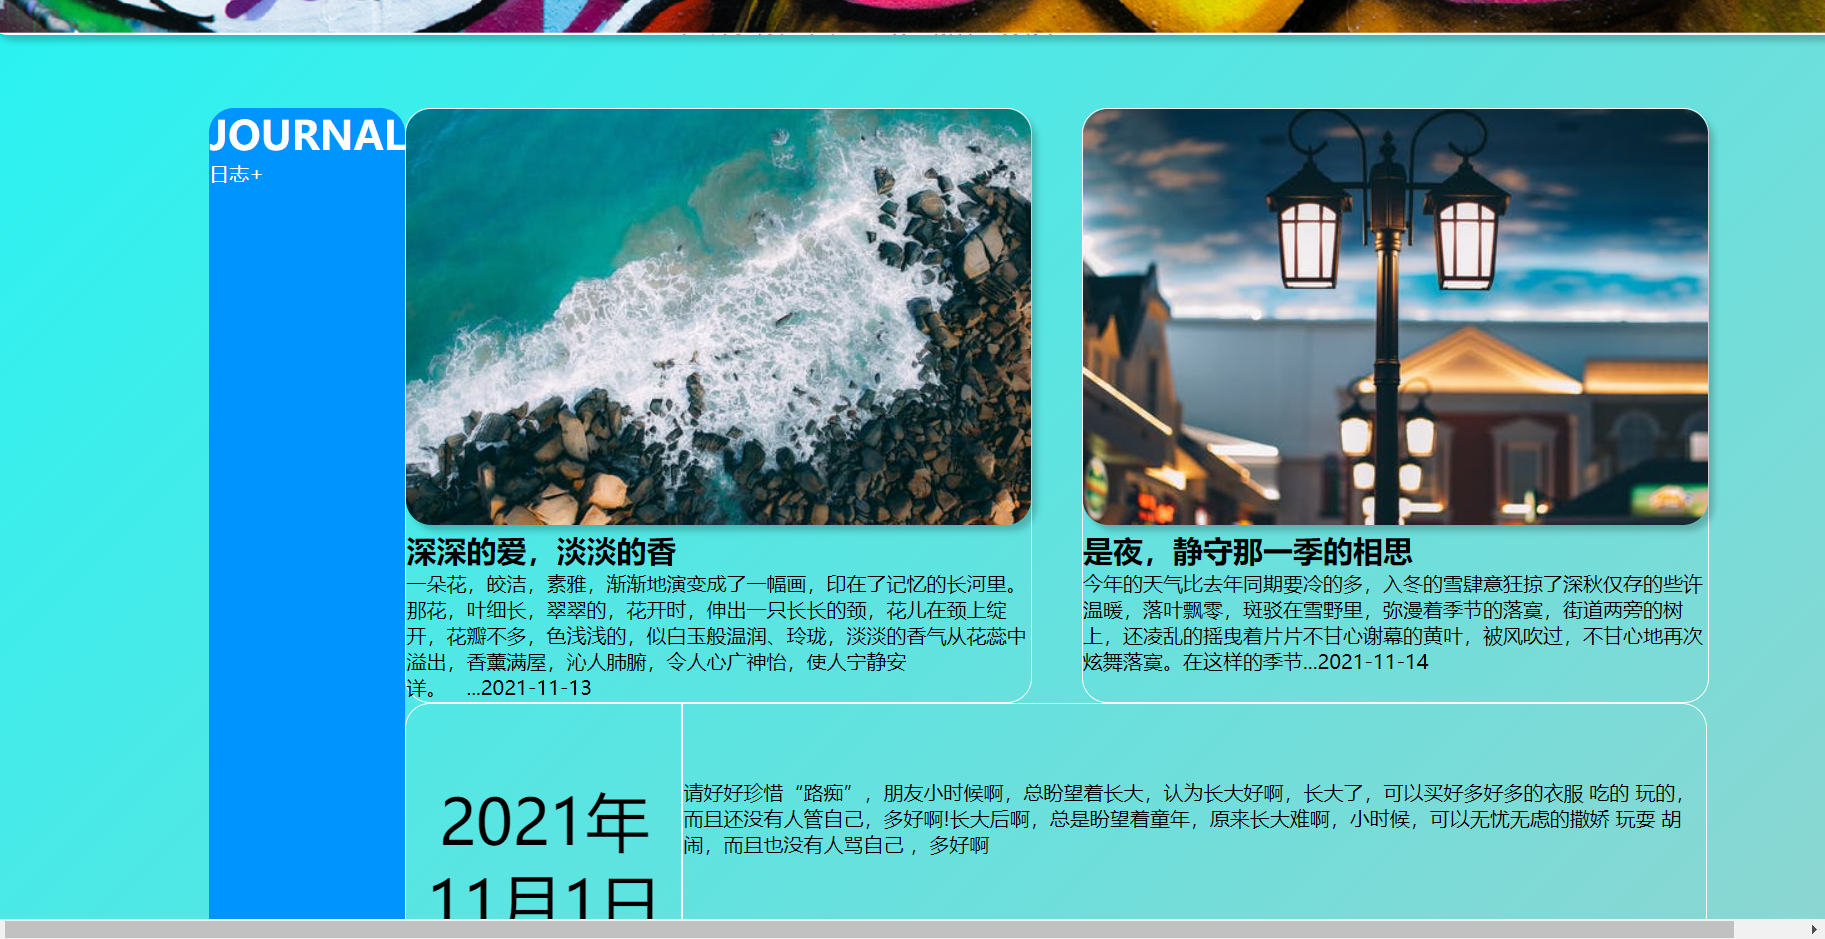 JOURNAL
日志+
深深的爱，淡淡的香
一朵花，皎洁，素雅，渐渐地演变成了一幅画，印在了记忆的长河里。
那花，叶细长，翠翠的，花开时，伸出一只长长的颈，花儿在颈上绽
开，花瓣不多，色浅浅的，似白玉般温润、玲珑，淡淡的香气从花蕊中
溢出，香薰满屋，沁人肺腑，令人心广神怡，使人宁静安
详。 ...2021-11-13
是夜，静守那一季的相思
今年的天气比去年同期要冷的多，入冬的雪肆意狂掠了深秋仅存的些许
温暖，落叶飘零，斑驳在雪野里，弥漫着季节的落寞，街道两旁的树
上，还凌乱的摇曳着片片不甘心谢幕的黄叶，被风吹过，不甘心地再次
炫舞落寞。在这样的季节...2021-11-14
2021年
11月1日
请好好珍惜“路痴”，朋友小时候啊，总盼望着长大，认为长大好啊，长大了，可以买好多好多的衣服 吃的 玩的，
而且还没有人管自己，多好啊!长大后啊，总是盼望着童年，原来长大难啊，小时候，可以无忧无虑的撒娇 玩耍 胡
闹，而且也没有人骂自己 ，多好啊